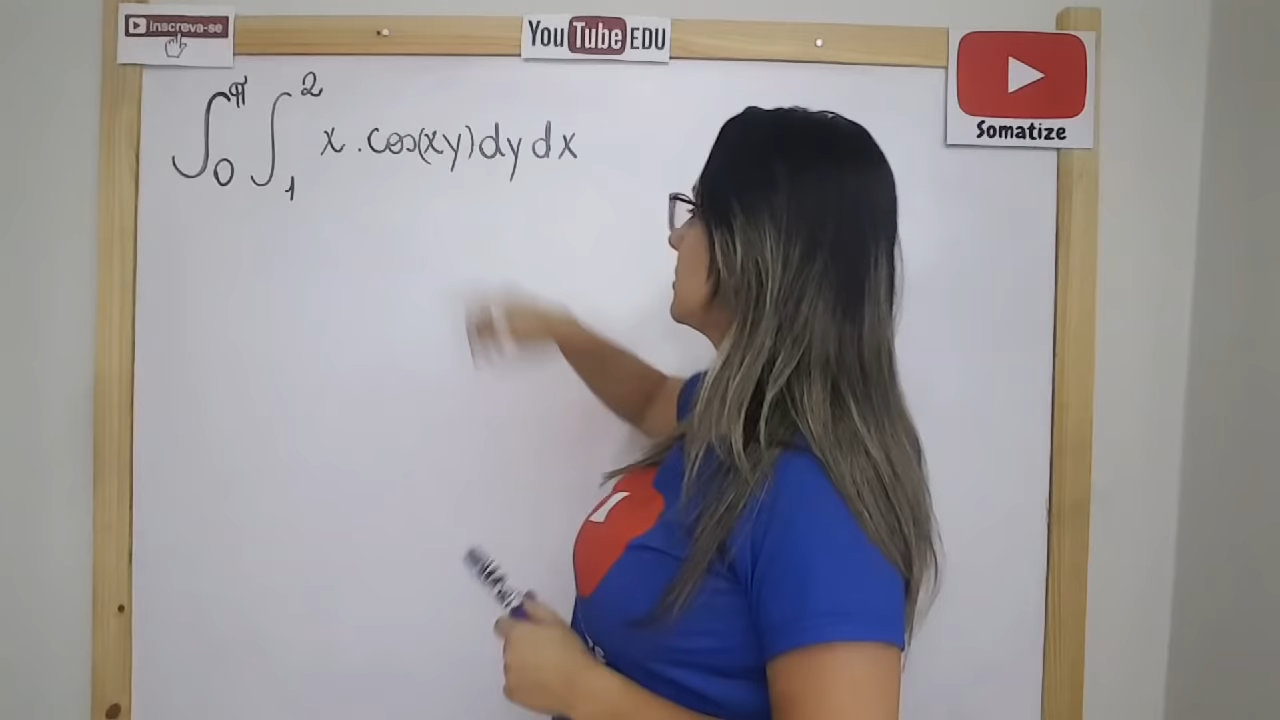 inscreva-se
YouTube EDU
Somatize
∫₀^π ∫₁² x . cos(xy) dy dx